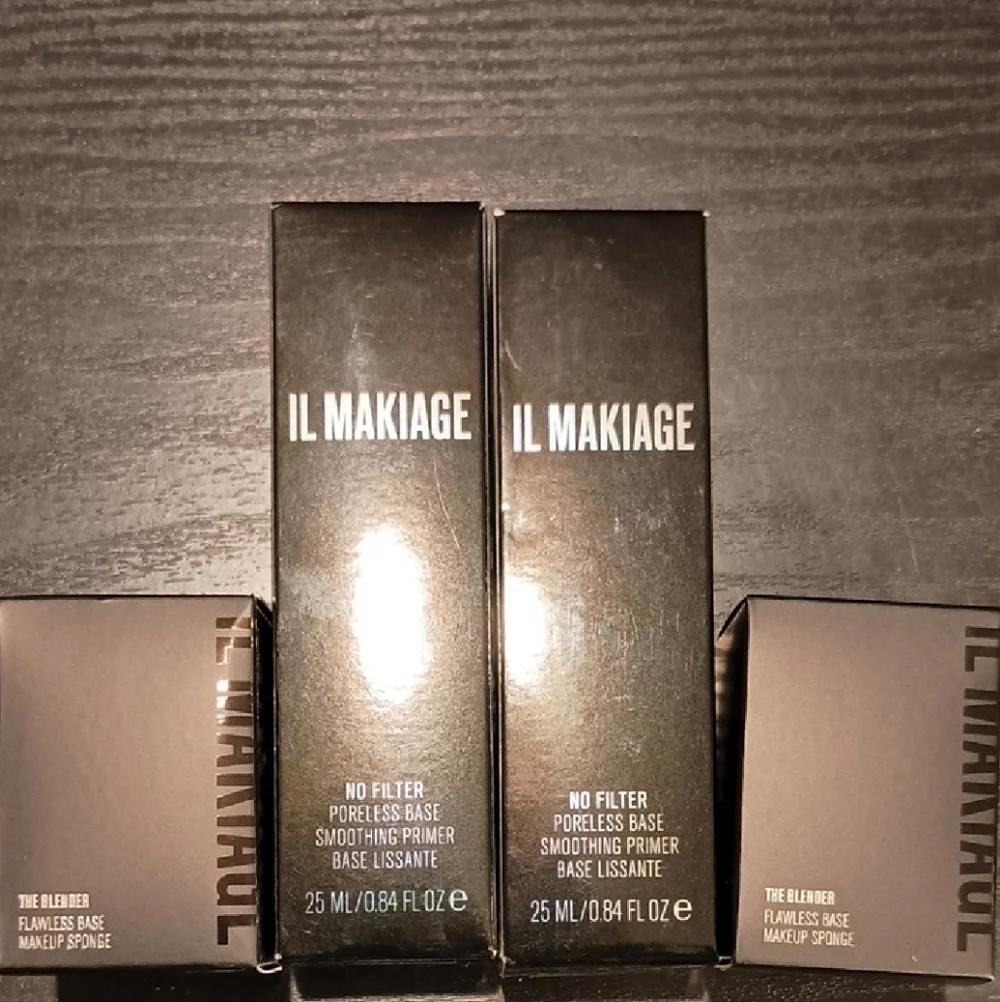 IL MAKIAGE
NO FILTER
PORELESS BASE
SMOOTHING PRIMER
BASE LISSANTE
25 ML/0.84 FL OZ e
IL MAKIAGE
NO FILTER
PORELESS BASE
SMOOTHING PRIMER
BASE LISSANTE
25 ML/0.84 FL OZ e
IL MAKIAGE
THE BLENDER
FLAWLESS BASE
MAKEUP SPONGE
IL MAKIAGE
THE BLENDER
FLAWLESS BASE
MAKEUP SPONGE